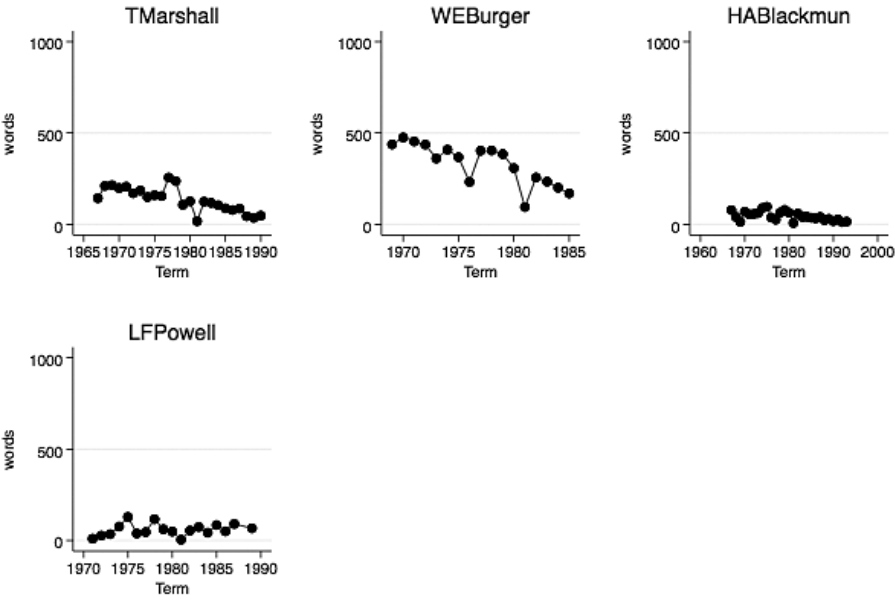 TMarshall
1000
500
0
words
1965 1970 1975 1980 1985 1990
Term
WEBurger
1000
500
0
words
1970 1975 1980 1985
Term
HABlackmun
1000
500
0
words
1960 1970 1980 1990 2000
Term
LFPowell
1000
500
0
words
1970 1975 1980 1985 1990
Term